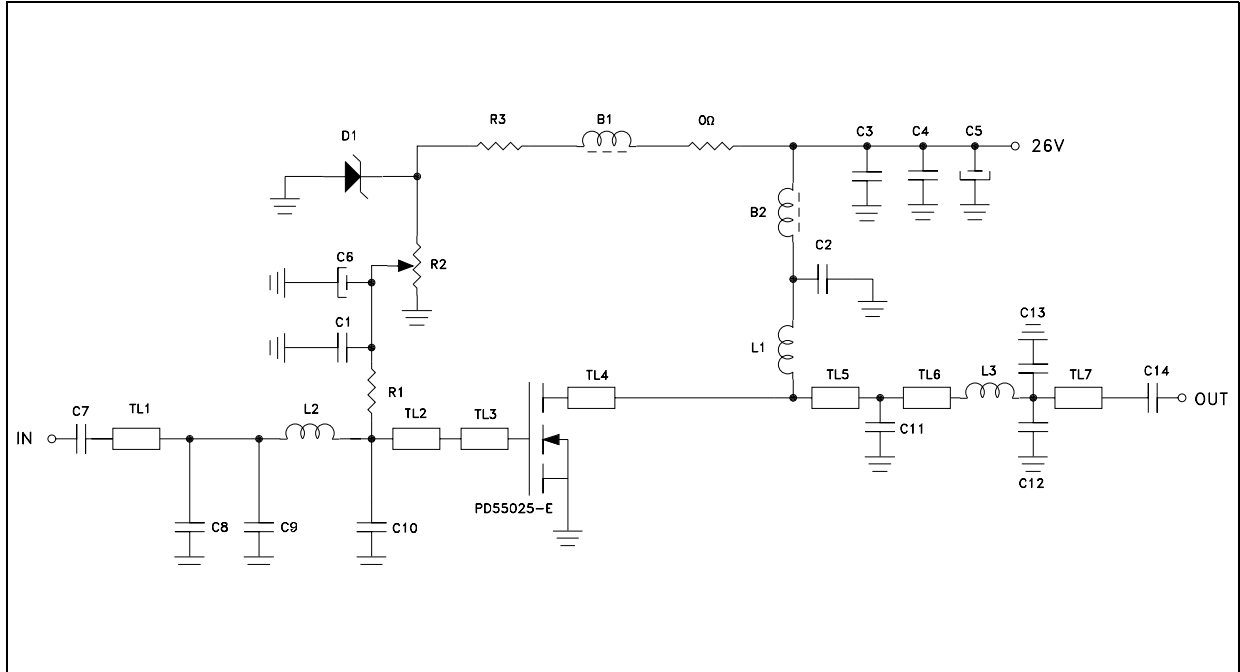 R3
B1
0Ω
C3
C4
C5
26V
D1
B2
C2
C6
R2
C1
L1
C13
TL4
TL5
TL6
L3
TL7
C14
OUT
R1
C7
TL1
L2
TL2
TL3
IN
C11
C12
PD55025-E
C8
C9
C10